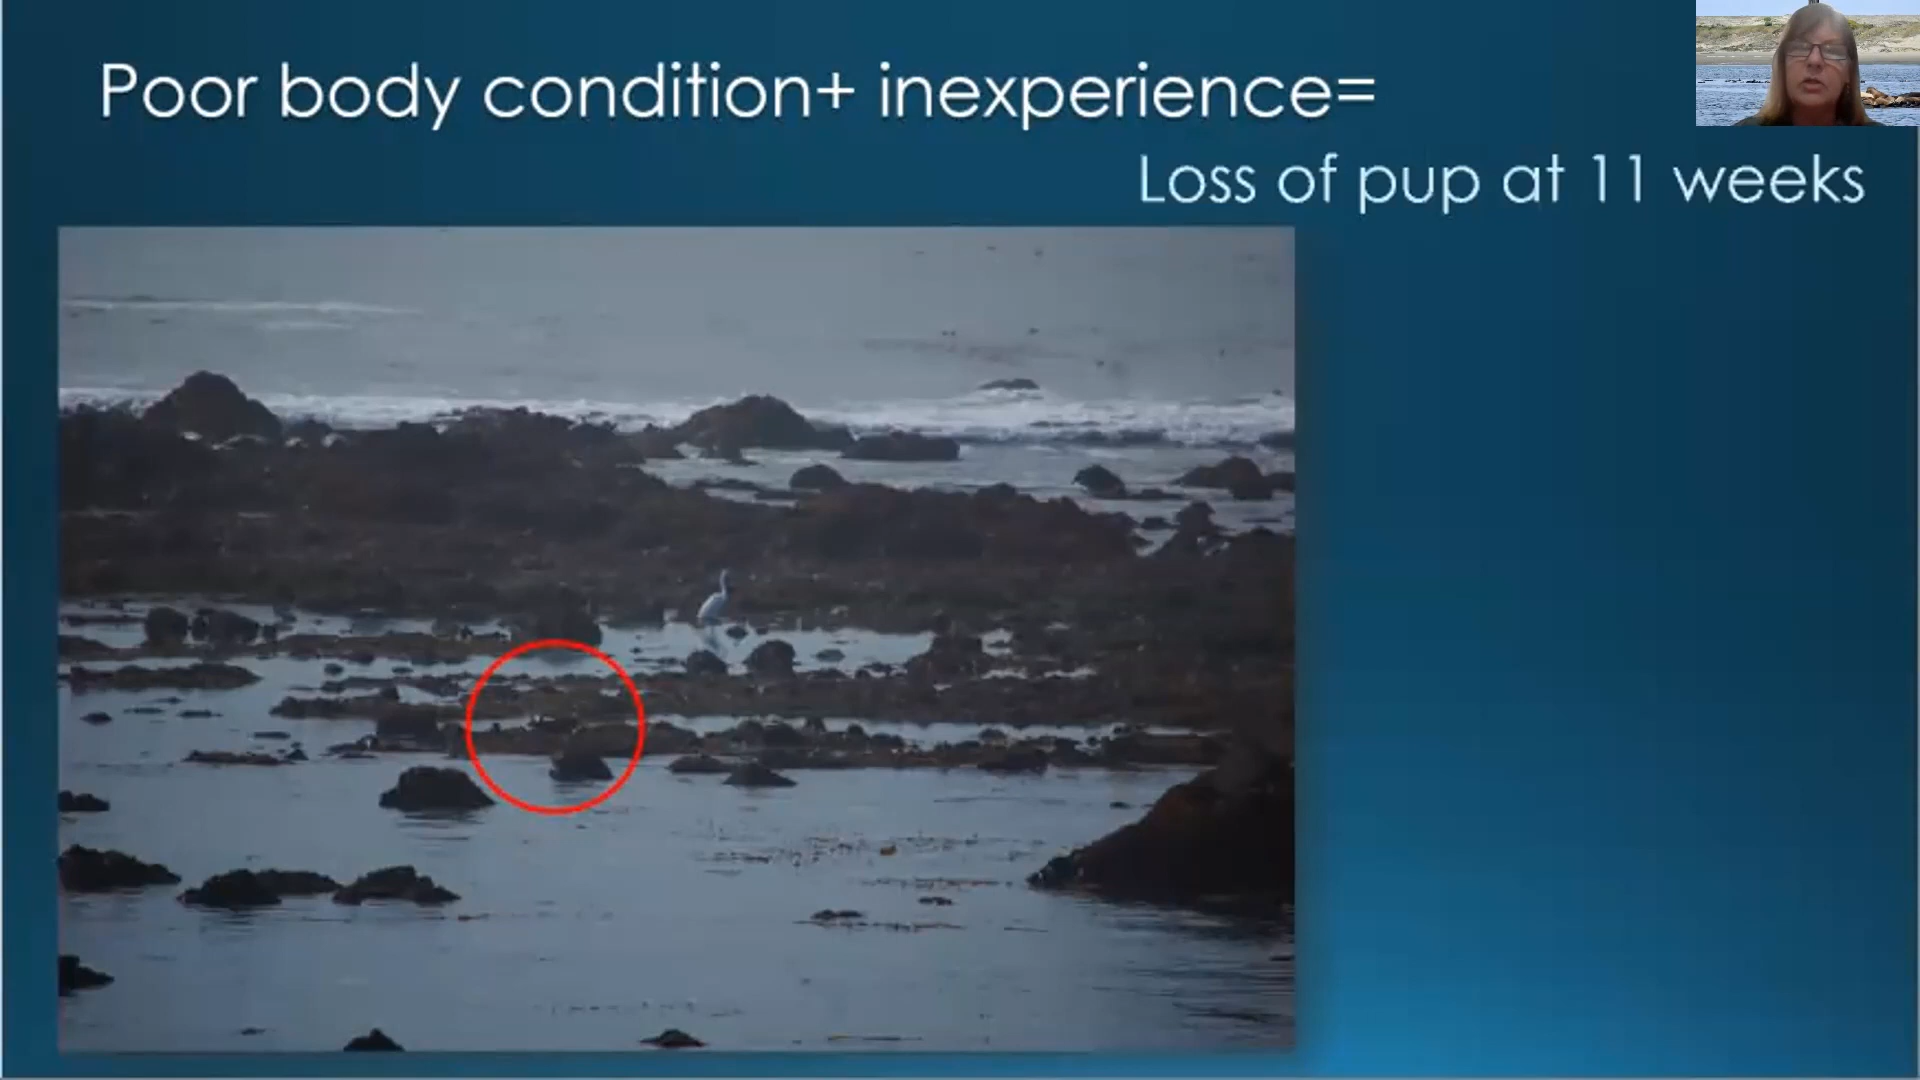 Poor body condition+ inexperience=
Loss of pup at 11 weeks